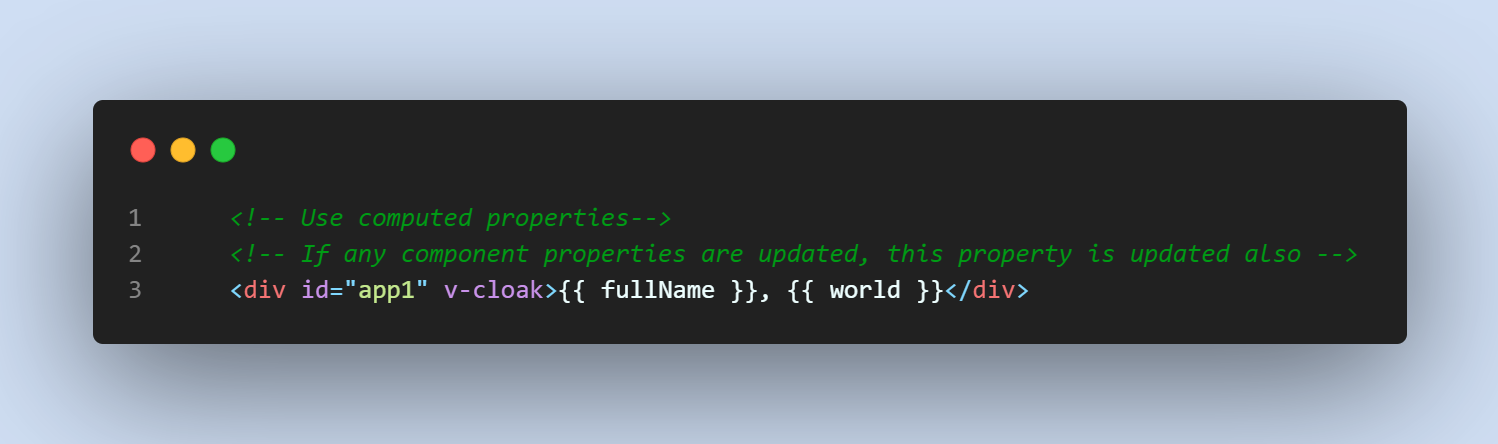 1 <!-- Use computed properties-->
2 <!-- If any component properties are updated, this property is updated also -->
3 <div id="app1" v-cloak>{{ fullName }}, {{ world }}</div>